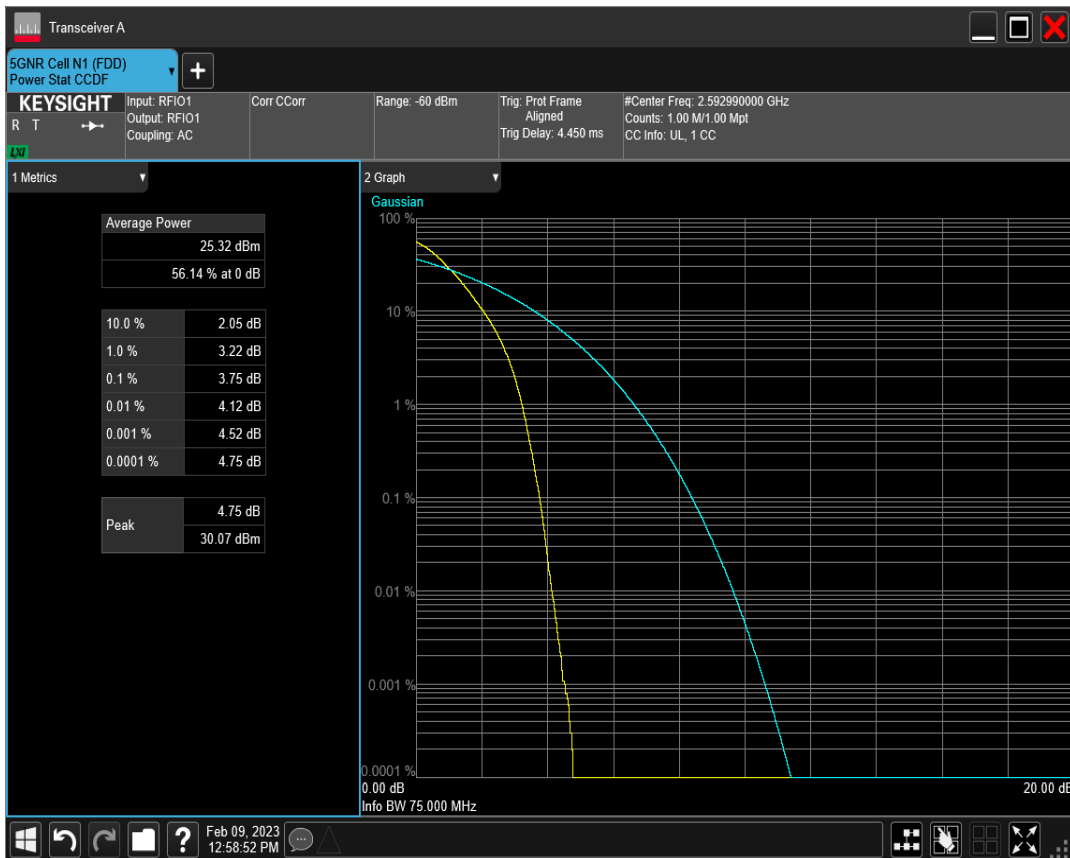 Transceiver A
5GNR Cell N1 (FDD)
Power Stat CCDF
KEYSIGHT
R T
LXI
Input: RFIO1
Output: RFIO1
Coupling: AC
Corr CCorr
Range: -60 dBm
Trig: Prot Frame
Aligned
Trig Delay: 4.450 ms
#Center Freq: 2.592990000 GHz
Counts: 1.00 M/1.00 Mpt
CC Info: UL, 1 CC
1 Metrics
Average Power
25.32 dBm
56.14 % at 0 dB
10.0 % 2.05 dB
1.0 % 3.22 dB
0.1 % 3.75 dB
0.01 % 4.12 dB
0.001 % 4.52 dB
0.0001 % 4.75 dB
Peak
4.75 dB
30.07 dBm
2 Graph
Gaussian
100 %
10 %
1 %
0.1 %
0.01 %
0.001 %
0.0001 %
0.00 dB 20.00 dB
Info BW 75.000 MHz
?
Feb 09, 2023
12:58:52 PM